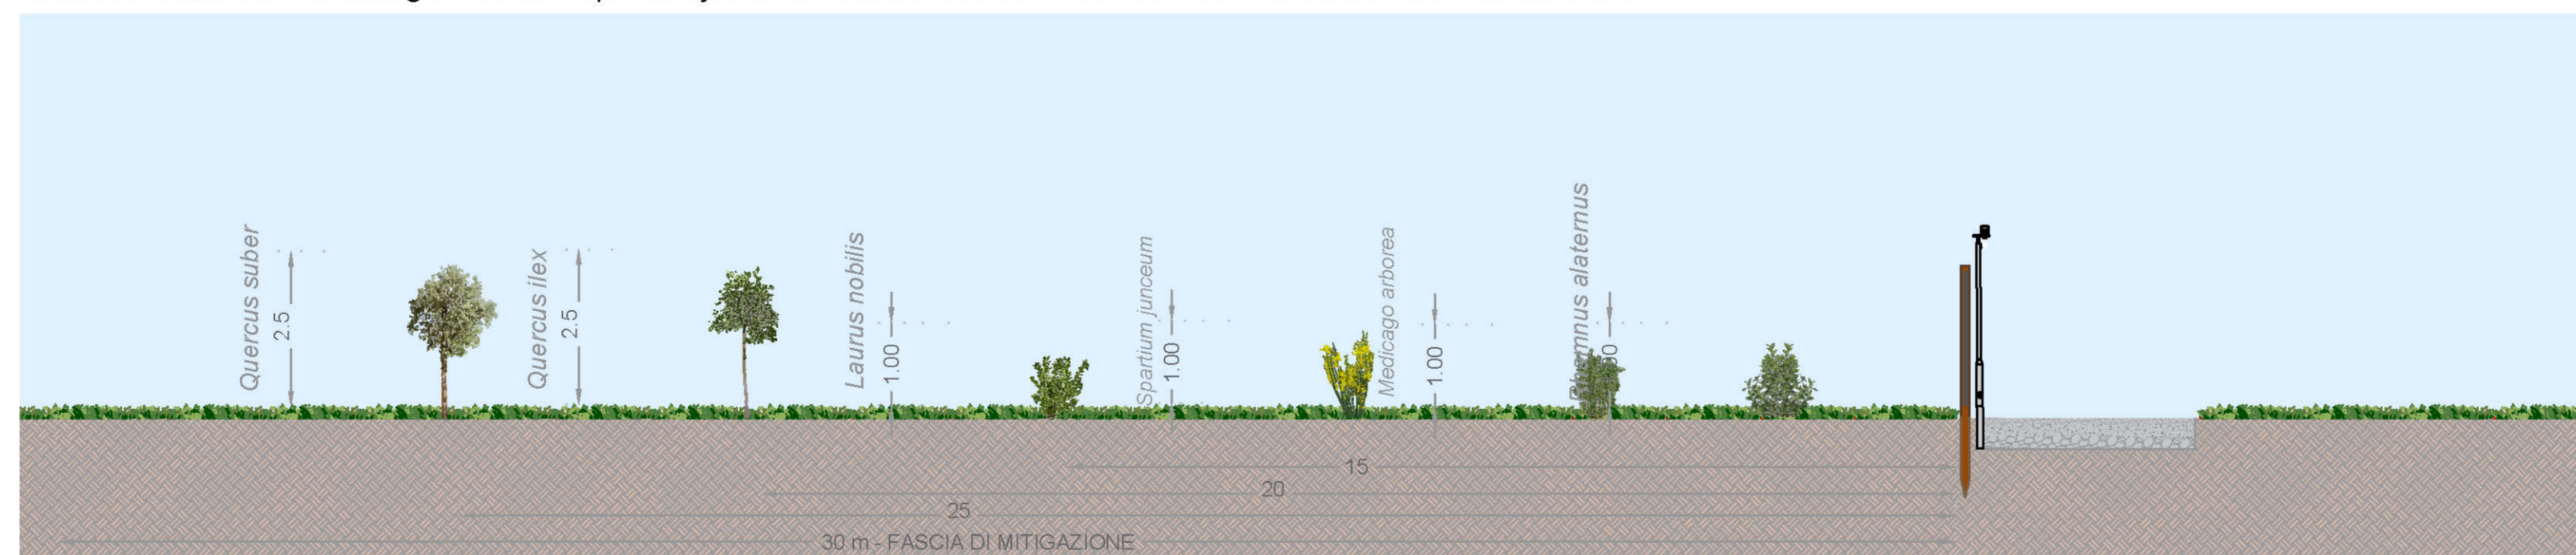 Quercus suber
2.5
Quercus ilex
2.5
Laurus nobilis
1.00
Spartium junceum
1.00
Medicago arborea
1.00
Rhamnus alaternus
15
20
25
30 m - FASCIA DI MITIGAZIONE